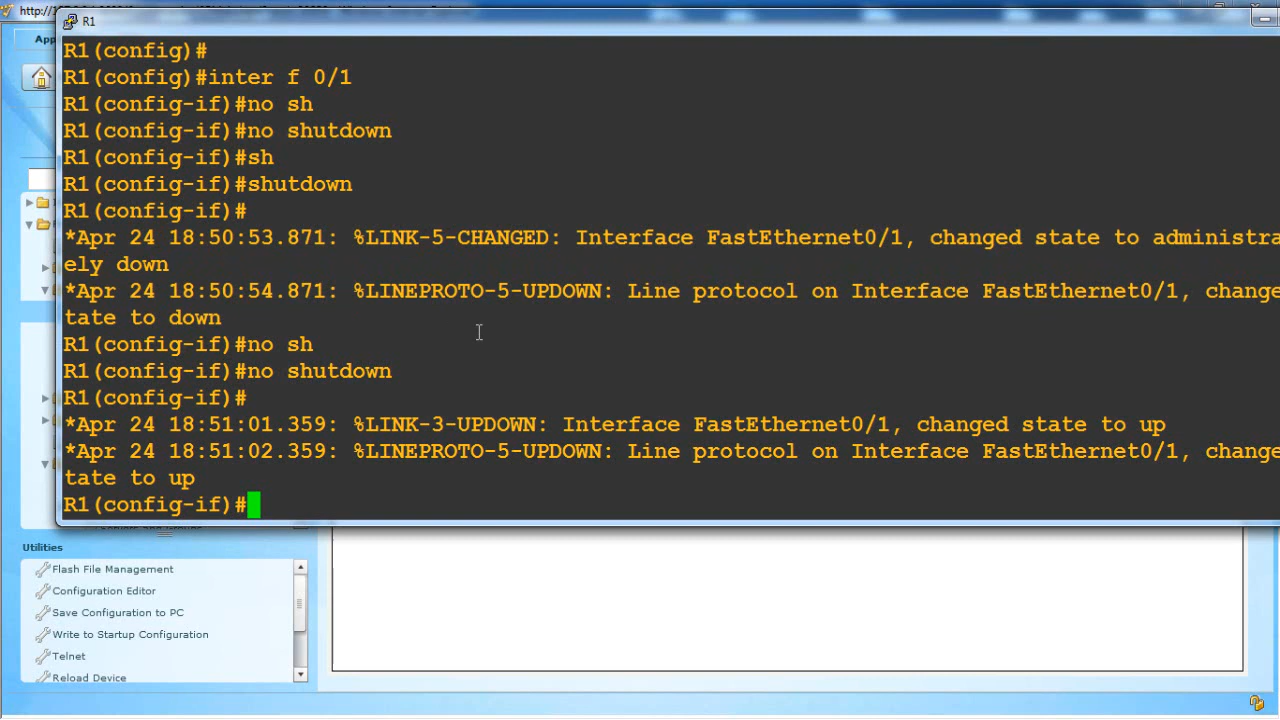 http://
R1
App
R1(config)#
R1(config)#inter f 0/1
R1(config-if)#no sh
R1(config-if)#no shutdown
R1(config-if)#sh
R1(config-if)#shutdown
R1(config-if)#
*Apr 24 18:50:53.871: %LINK-5-CHANGED: Interface FastEthernet0/1, changed state to administra
ely down
*Apr 24 18:50:54.871: %LINEPROTO-5-UPDOWN: Line protocol on Interface FastEthernet0/1, change
tate to down
R1(config-if)#no sh
R1(config-if)#no shutdown
R1(config-if)#
*Apr 24 18:51:01.359: %LINK-3-UPDOWN: Interface FastEthernet0/1, changed state to up
*Apr 24 18:51:02.359: %LINEPROTO-5-UPDOWN: Line protocol on Interface FastEthernet0/1, change
tate to up
R1(config-if)#
Utilities
Flash File Management
Configuration Editor
Save Configuration to PC
Write to Startup Configuration
Telnet
Reload Device